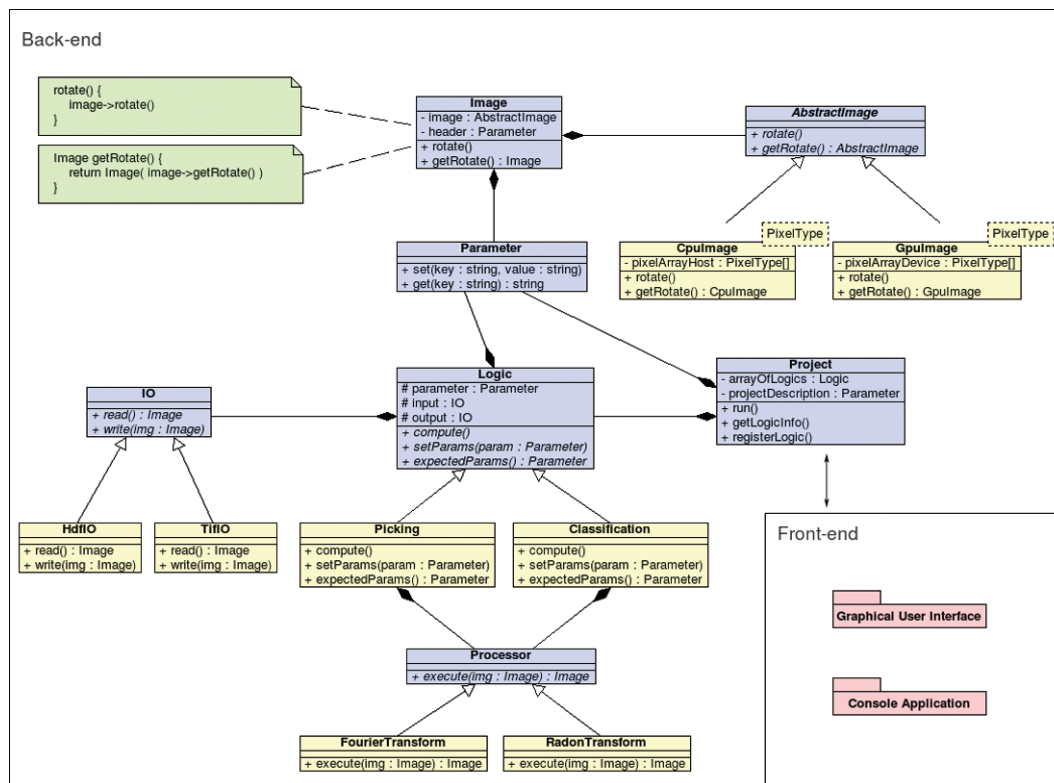 Back-end
rotate() {
image->rotate()
}
Image getRotate() {
return Image( image->getRotate() )
}
Image
- image : AbstractImage
- header : Parameter
+ rotate()
+ getRotate() : Image
AbstractImage
+ rotate()
+ getRotate() : AbstractImage
PixelType
CpuImage
- pixelArrayHost : PixelType[]
+ rotate()
+ getRotate() : CpuImage
PixelType
GpuImage
- pixelArrayDevice : PixelType[]
+ rotate()
+ getRotate() : GpuImage
Parameter
+ set(key : string, value : string)
+ get(key : string) : string
IO
+ read() : Image
+ write(img : Image)
Logic
# parameter : Parameter
# input : IO
# output : IO
+ compute()
+ setParams(param : Parameter)
+ expectedParams() : Parameter
Project
- arrayOfLogics : Logic
- projectDescription : Parameter
+ run()
+ getLogicInfo()
+ registerLogic()
HdfIO
+ read() : Image
+ write(img : Image)
TifIO
+ read() : Image
+ write(img : Image)
Picking
+ compute()
+ setParams(param : Parameter)
+ expectedParams() : Parameter
Classification
+ compute()
+ setParams(param : Parameter)
+ expectedParams() : Parameter
Processor
+ execute(img : Image) : Image
FourierTransform
+ execute(img : Image) : Image
RadonTransform
+ execute(img : Image) : Image
Front-end
Graphical User Interface
Console Application